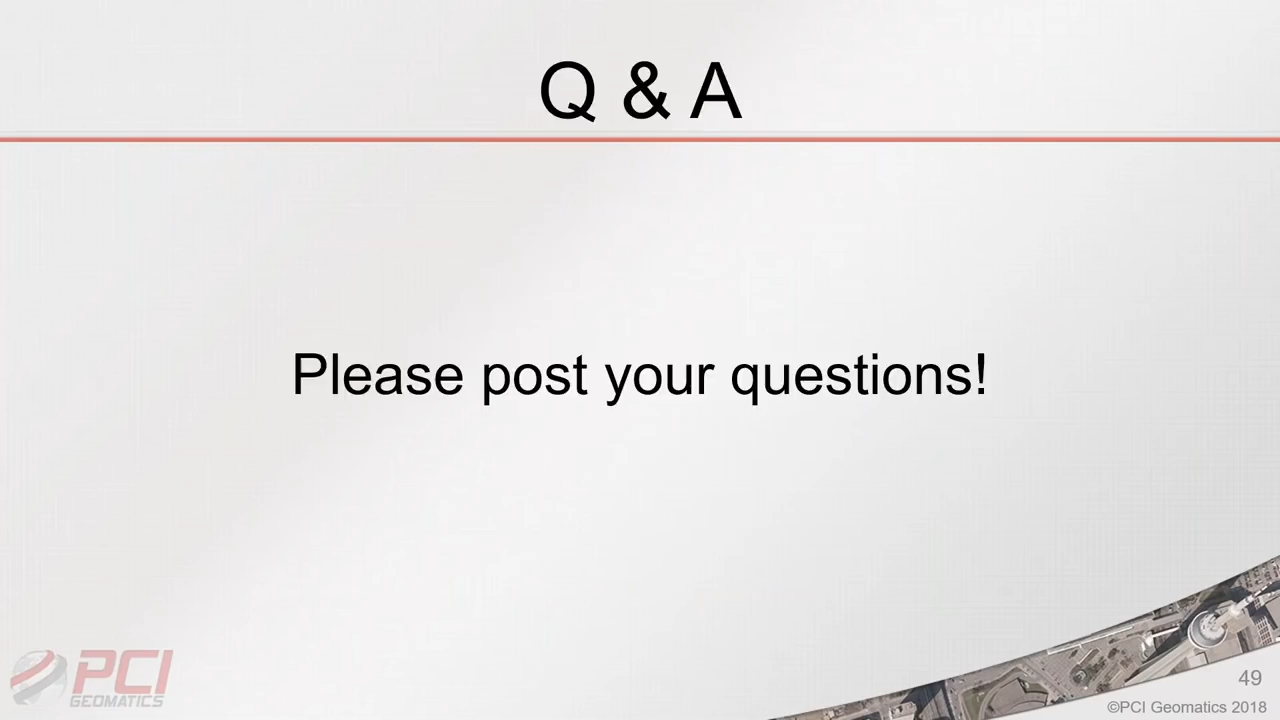 Q & A
Please post your questions!
PCI
GEOMATICS
49
©PCI Geomatics 2018